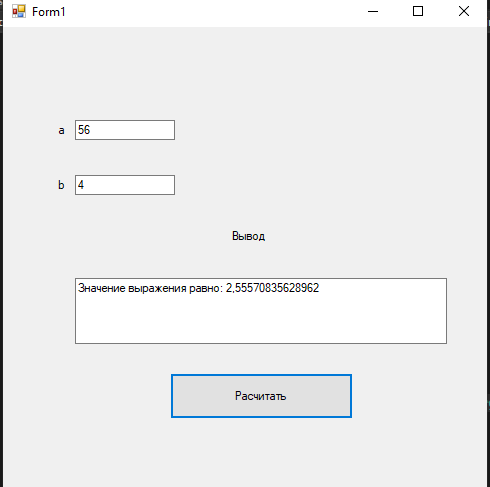 Form1
a
56
b
4
Вывод
Значение выражения равно: 2,55570835628962
Расчитать